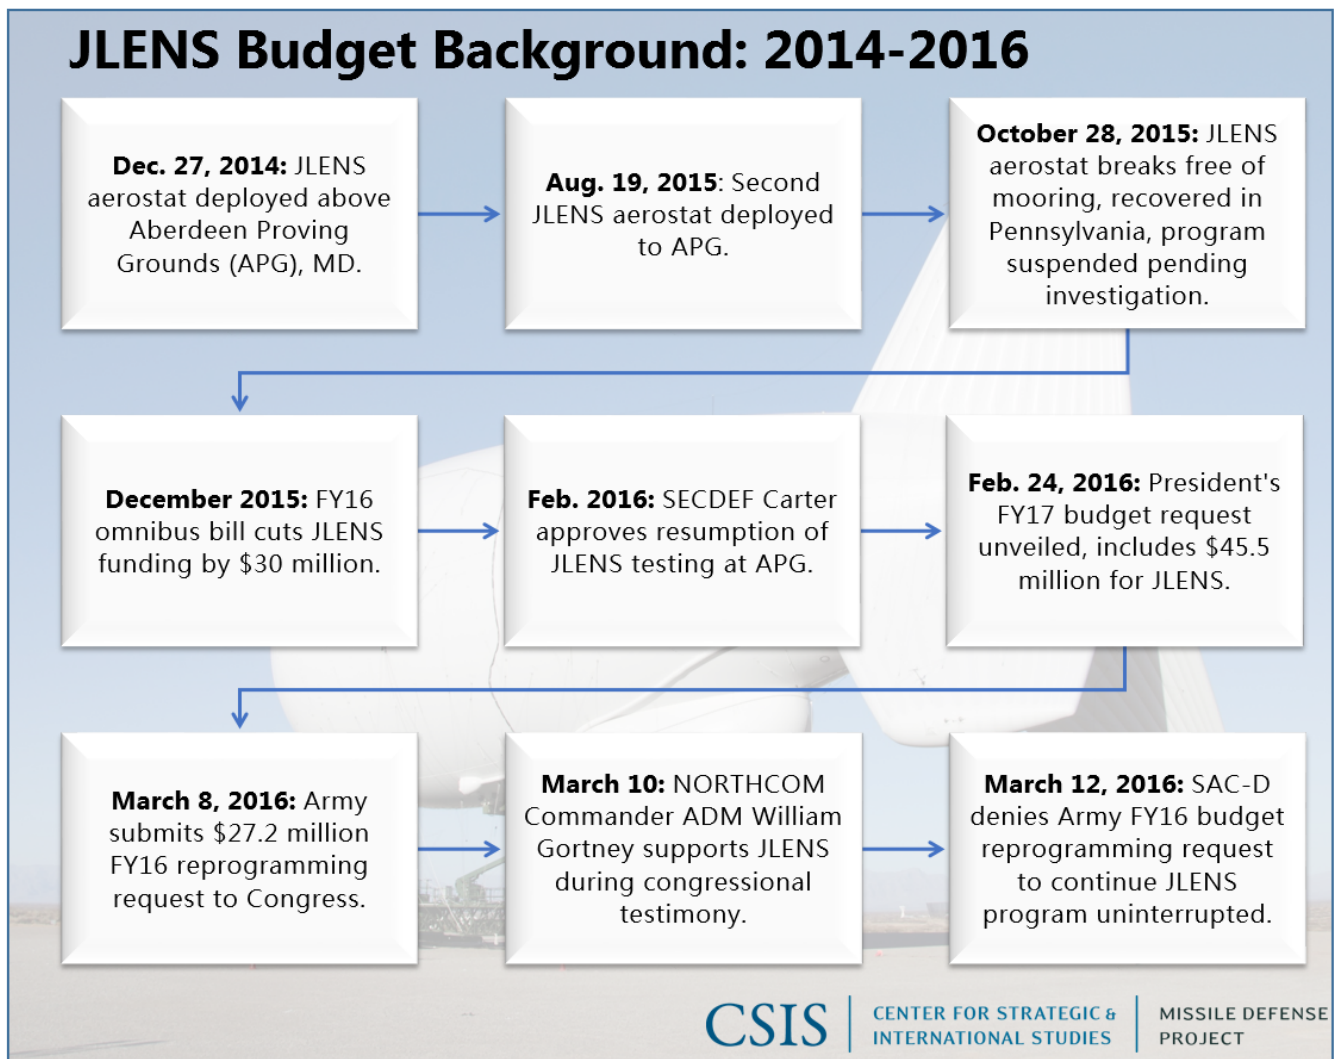 JLENS Budget Background: 2014-2016
Dec. 27, 2014: JLENS
aerostat deployed above
Aberdeen Proving
Grounds (APG), MD.
Aug. 19, 2015: Second
JLENS aerostat deployed
to APG.
October 28, 2015: JLENS
aerostat breaks free of
mooring, recovered in
Pennsylvania, program
suspended pending
investigation.
December 2015: FY16
omnibus bill cuts JLENS
funding by $30 million.
Feb. 2016: SECDEF Carter
approves resumption of
JLENS testing at APG.
Feb. 24, 2016: President's
FY17 budget request
unveiled, includes $45.5
million for JLENS.
March 8, 2016: Army
submits $27.2 million
FY16 reprogramming
request to Congress.
March 10: NORTHCOM
Commander ADM William
Gortney supports JLENS
during congressional
testimony.
March 12, 2016: SAC-D
denies Army FY16 budget
reprogramming request
to continue JLENS
program uninterrupted.
CSIS
CENTER FOR STRATEGIC &
INTERNATIONAL STUDIES
MISSILE DEFENSE
PROJECT